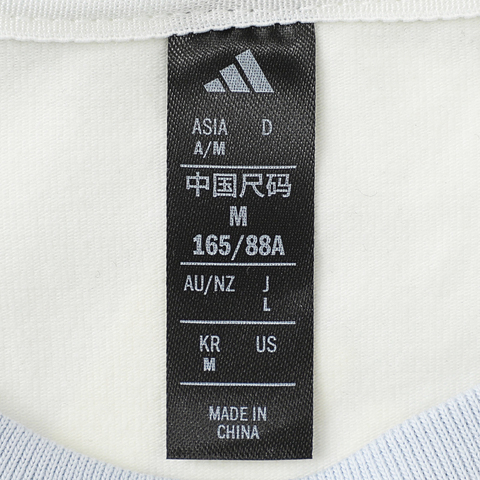 ASIA D
A/M
中国尺码
M
165/88A
AU/NZ J
L
KR US
M
MADE IN
CHINA